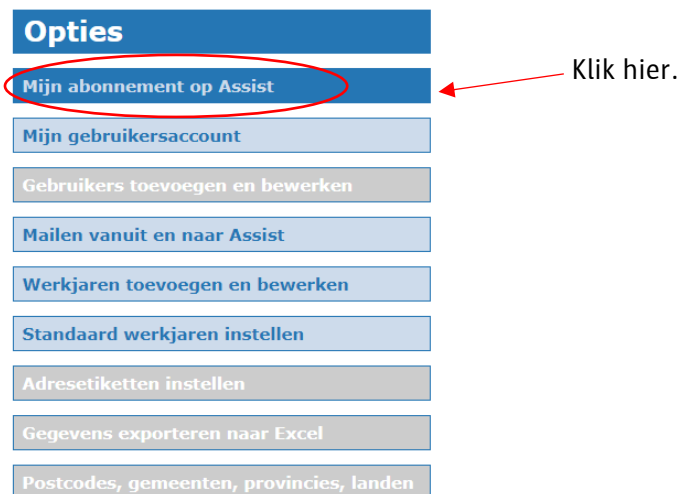 Opties
Mijn abonnement op Assist
Klik hier.
Mijn gebruikersaccount
Gebruikers toevoegen en bewerken
Mailen vanuit en naar Assist
Werkjaren toevoegen en bewerken
Standaard werkjaren instellen
Adresetiketten instellen
Gegevens exporteren naar Excel
Postcodes, gemeenten, provincies, landen